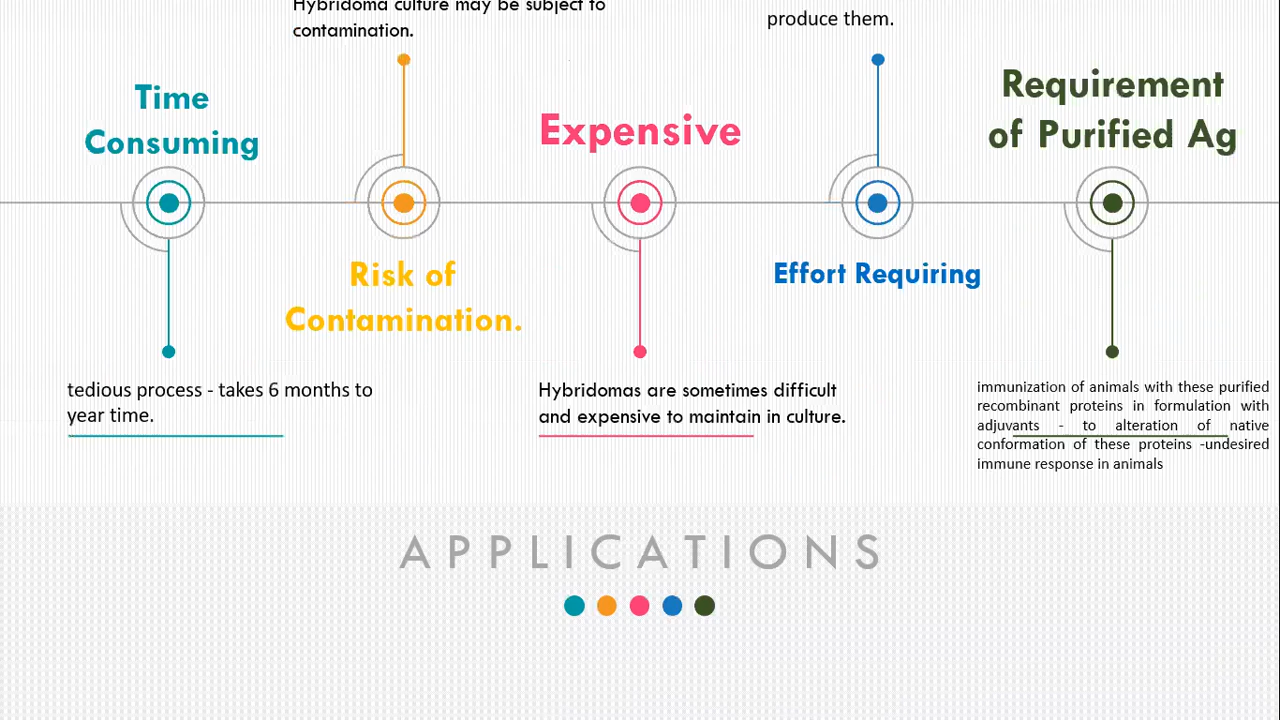 Hybridoma culture may be subject to
contamination.
produce them.
Time
Consuming
Expensive
Requirement
of Purified Ag
Risk of
Contamination.
Effort Requiring
tedious process - takes 6 months to
year time.
Hybridomas are sometimes difficult
and expensive to maintain in culture.
immunization of animals with these purified
recombinant proteins in formulation with
adjuvants - to alteration of native
conformation of these proteins -undesired
immune response in animals
APPLICATIONS